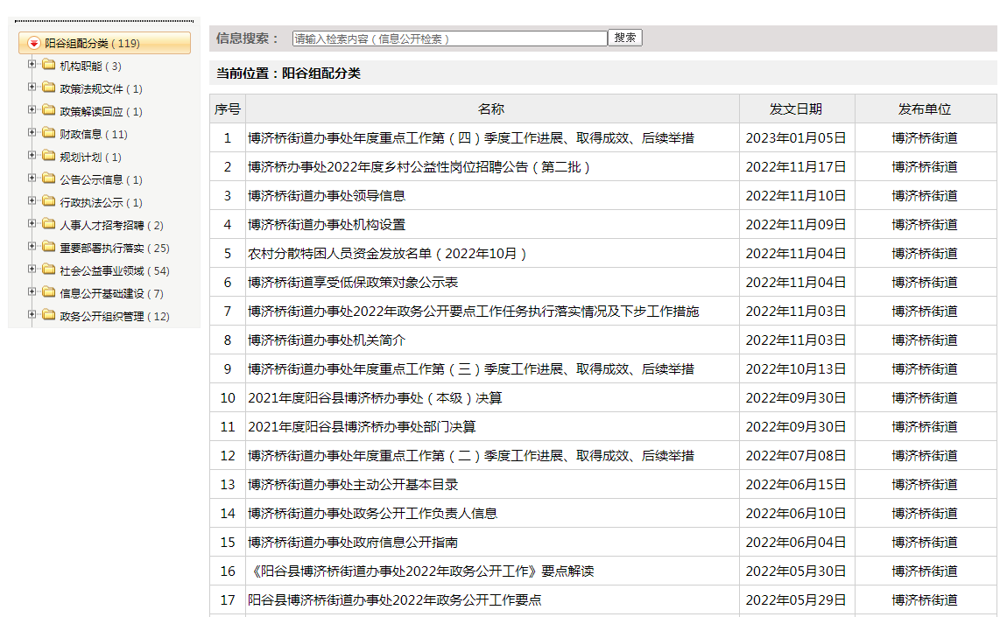 阳谷组配分类 ( 119)
机构职能 ( 3)
政策法规文件 ( 1)
政策解读回应 ( 1)
财政信息 ( 11)
规划计划 ( 1)
公告公示信息 ( 1)
行政执法公示 ( 1)
人事人才招考招聘 ( 2)
重要部署执行落实 ( 25)
社会公益事业领域 ( 54)
信息公开基础建设 ( 7)
政务公开组织管理 ( 12)
信息搜索： 请输入检索内容（信息公开检索） 搜索
当前位置：阳谷组配分类
序号 名称 发文日期 发布单位
1 博济桥街道办事处年度重点工作第（四）季度工作进展、取得成效、后续举措 2023年01月05日 博济桥街道
2 博济桥办事处2022年度乡村公益性岗位招聘公告（第二批） 2022年11月17日 博济桥街道
3 博济桥街道办事处领导信息 2022年11月10日 博济桥街道
4 博济桥街道办事处机构设置 2022年11月09日 博济桥街道
5 农村分散特困人员资金发放名单（2022年10月） 2022年11月04日 博济桥街道
6 博济桥街道享受低保政策对象公示表 2022年11月04日 博济桥街道
7 博济桥街道办事处2022年政务公开要点工作任务执行落实情况及下步工作措施 2022年11月03日 博济桥街道
8 博济桥街道办事处机关简介 2022年11月03日 博济桥街道
9 博济桥街道办事处年度重点工作第（三）季度工作进展、取得成效、后续举措 2022年10月13日 博济桥街道
10 2021年度阳谷县博济桥办事处（本级）决算 2022年09月30日 博济桥街道
11 2021年度阳谷县博济桥办事处部门决算 2022年09月30日 博济桥街道
12 博济桥街道办事处年度重点工作第（二）季度工作进展、取得成效、后续举措 2022年07月08日 博济桥街道
13 博济桥街道办事处主动公开基本目录 2022年06月15日 博济桥街道
14 博济桥街道办事处政务公开工作负责人信息 2022年06月10日 博济桥街道
15 博济桥街道办事处政府信息公开指南 2022年06月04日 博济桥街道
16 《阳谷县博济桥街道办事处2022年政务公开工作》要点解读 2022年05月30日 博济桥街道
17 阳谷县博济桥街道办事处2022年政务公开工作要点 2022年05月29日 博济桥街道